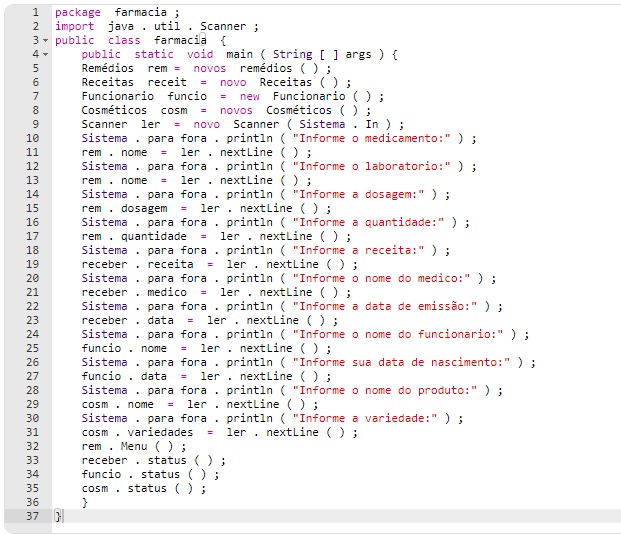 1 package farmacia ;
2 import java . util . Scanner ;
3 public class farmacia {
4 public static void main ( String [ ] args ) {
5 Remédios rem = novos remédios ( ) ;
6 Receitas receit = novo Receitas ( ) ;
7 Funcionario funcio = new Funcionario ( ) ;
8 Cosméticos cosm = novos Cosméticos ( ) ;
9 Scanner ler = novo Scanner ( Sistema . In ) ;
10 Sistema . para fora . println ( "Informe o medicamento:" ) ;
11 rem . nome = ler . nextLine ( ) ;
12 Sistema . para fora . println ( "Informe o laboratorio:" ) ;
13 rem . nome = ler . nextLine ( ) ;
14 Sistema . para fora . println ( "Informe a dosagem:" ) ;
15 rem . dosagem = ler . nextLine ( ) ;
16 Sistema . para fora . println ( "Informe a quantidade:" ) ;
17 rem . quantidade = ler . nextLine ( ) ;
18 Sistema . para fora . println ( "Informe a receita:" ) ;
19 receber . receita = ler . nextLine ( ) ;
20 Sistema . para fora . println ( "Informe o nome do medico:" ) ;
21 receber . medico = ler . nextLine ( ) ;
22 Sistema . para fora . println ( "Informe a data de emissão:" ) ;
23 receber . data = ler . nextLine ( ) ;
24 Sistema . para fora . println ( "Informe o nome do funcionario:" ) ;
25 funcio . nome = ler . nextLine ( ) ;
26 Sistema . para fora . println ( "Informe sua data de nascimento:" ) ;
27 funcio . data = ler . nextLine ( ) ;
28 Sistema . para fora . println ( "Informe o nome do produto:" ) ;
29 cosm . nome = ler . nextLine ( ) ;
30 Sistema . para fora . println ( "Informe a variedade:" ) ;
31 cosm . variedades = ler . nextLine ( ) ;
32 rem . Menu ( ) ;
33 receber . status ( ) ;
34 funcio . status ( ) ;
35 cosm . status ( ) ;
36 }
37 }